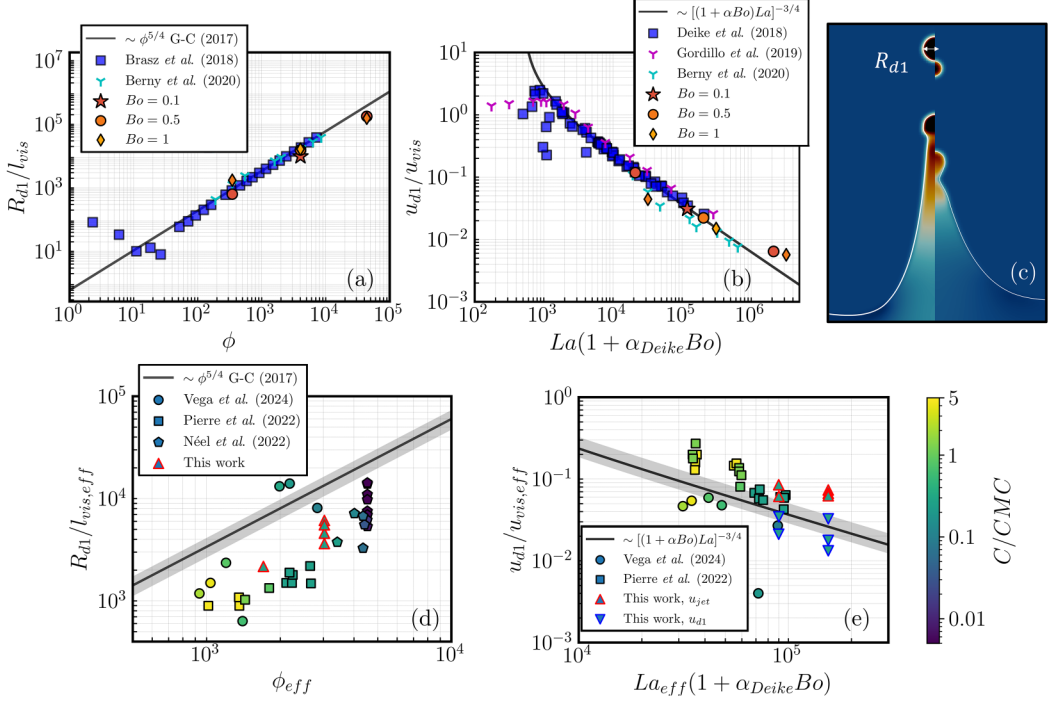 ~ ϕ^{5/4} G-C (2017)
Brasz et al. (2018)
Berny et al. (2020)
Bo = 0.1
Bo = 0.5
Bo = 1
10^7
10^5
10^3
10^1
R_{d1}/l_{vis}
(a)
10^0 10^1 10^2 10^3 10^4 10^5
ϕ
~ [(1 + αBo)La]^{-3/4}
Deike et al. (2018)
Gordillo et al. (2019)
Berny et al. (2020)
Bo = 0.1
Bo = 0.5
Bo = 1
10^1
10^0
10^{-1}
10^{-2}
10^{-3}
u_{d1}/u_{vis}
(b)
10^2 10^3 10^4 10^5 10^6
La(1 + α_{Deike}Bo)
R_{d1}
(c)
~ ϕ^{5/4} G-C (2017)
Vega et al. (2024)
Pierre et al. (2022)
Néel et al. (2022)
This work
10^5
10^4
10^3
R_{d1}/l_{vis,eff}
(d)
10^3 10^4
ϕ_{eff}
10^0
10^{-1}
10^{-2}
10^{-3}
u_{d1}/u_{vis,eff}
~ [(1 + αBo)La]^{-3/4}
Vega et al. (2024)
Pierre et al. (2022)
This work, u_{jet}
This work, u_{d1}
(e)
10^4 10^5
La_{eff}(1 + α_{Deike}Bo)
5
1
0.1
0.01
C/CMC